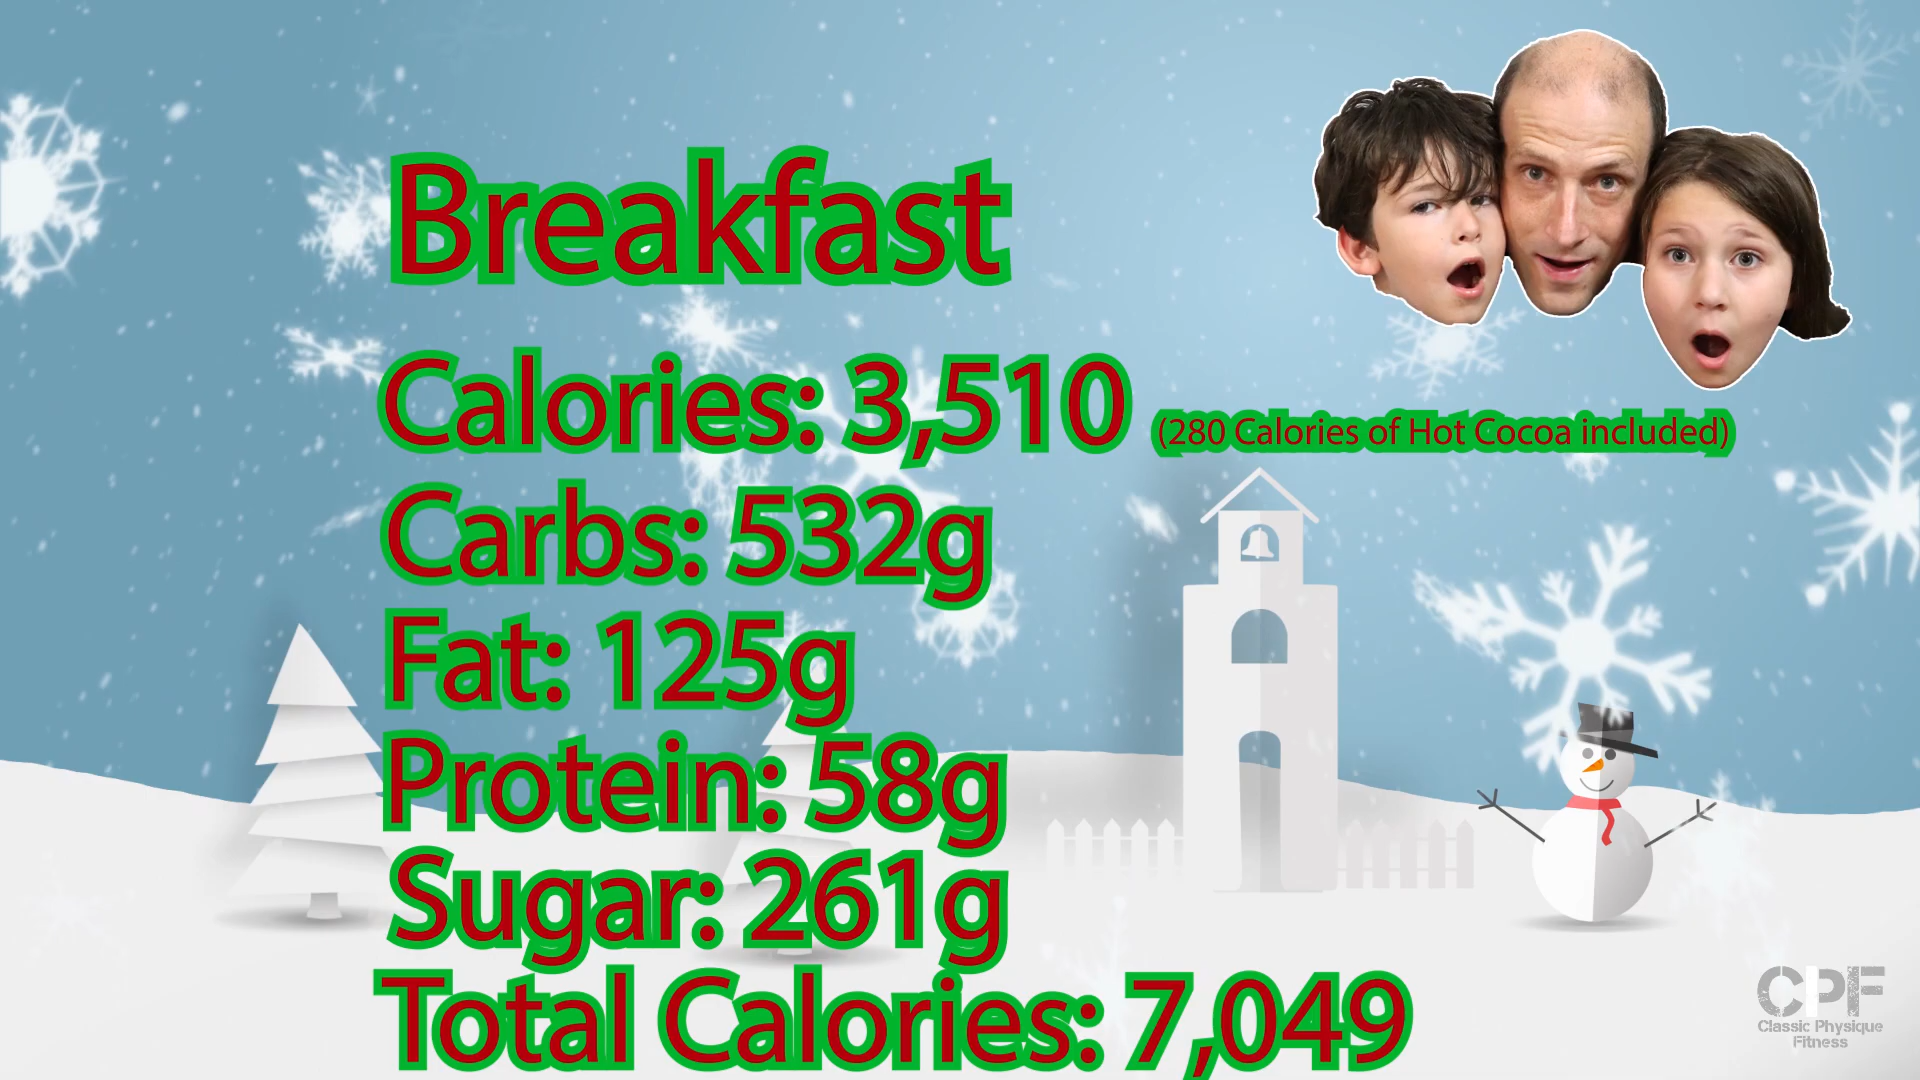 Breakfast
Calories: 3,510 (280 Calories of Hot Cocoa included)
Carbs: 532g
Fat: 125g
Protein: 58g
Sugar: 261g
Total Calories: 7,049
CPF
Classic Physique
Fitness